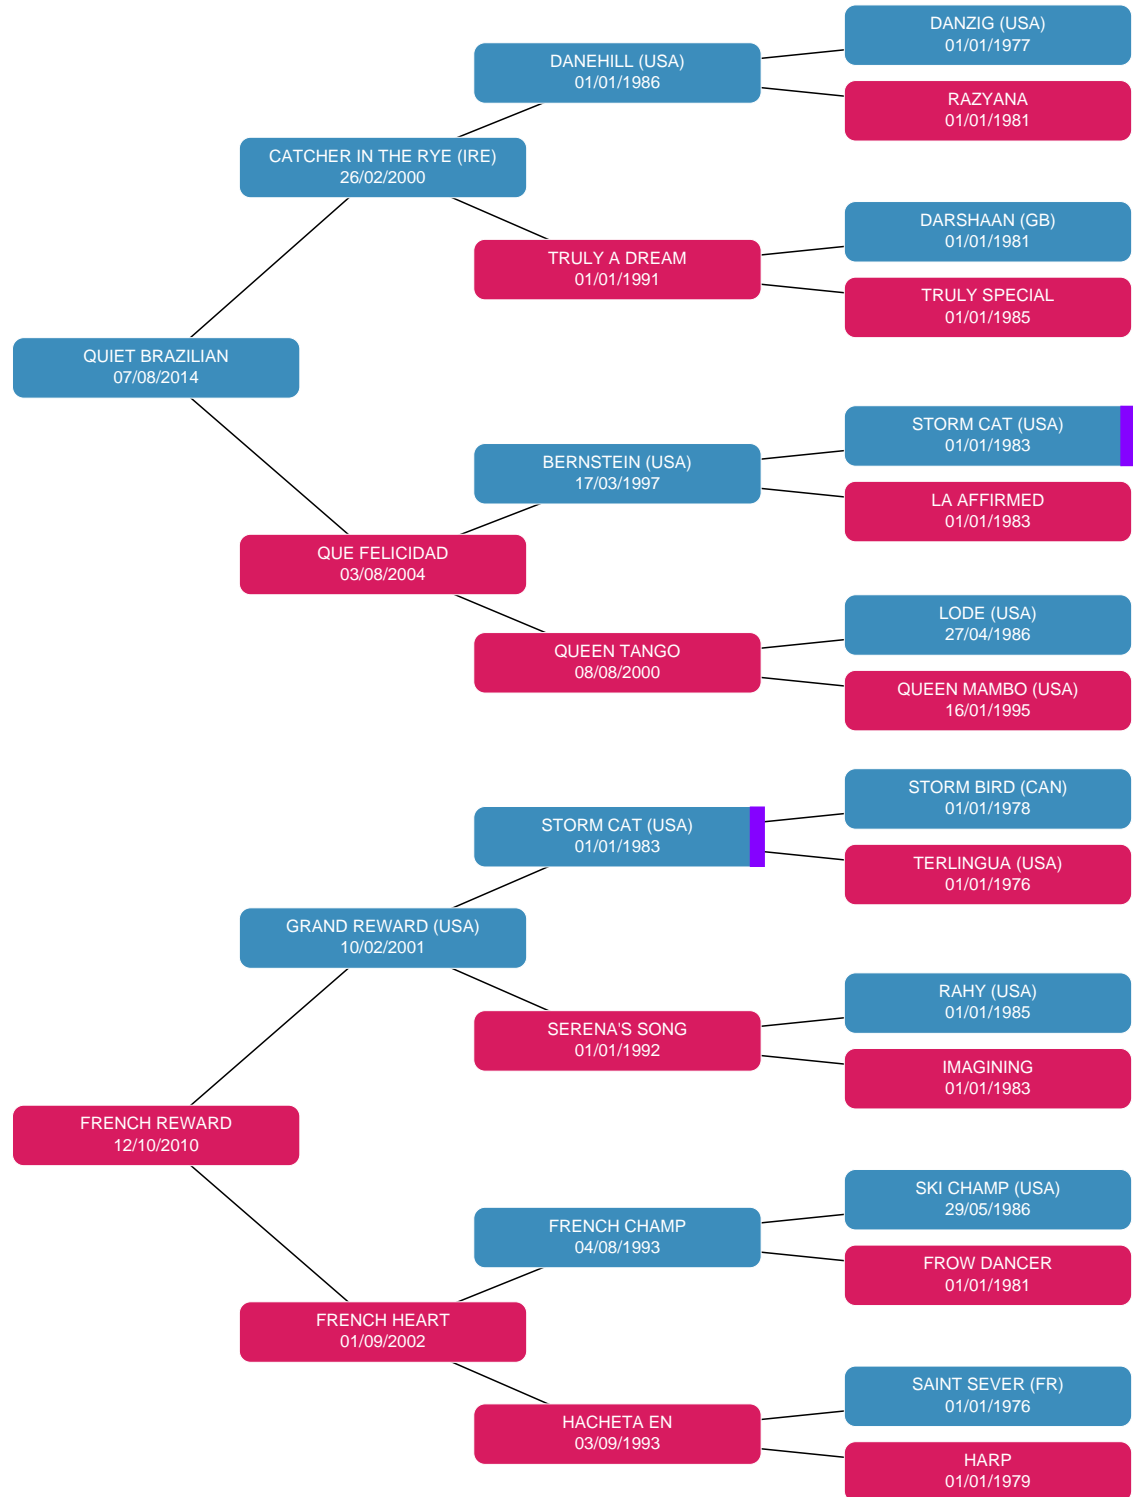 DANZIG (USA)
01/01/1977
DANEHILL (USA)
01/01/1986
RAZYANA
01/01/1981
CATCHER IN THE RYE (IRE)
26/02/2000
DARSHAAN (GB)
01/01/1981
TRULY A DREAM
01/01/1991
TRULY SPECIAL
01/01/1985
QUIET BRAZILIAN
07/08/2014
STORM CAT (USA)
01/01/1983
BERNSTEIN (USA)
17/03/1997
LA AFFIRMED
01/01/1983
QUE FELICIDAD
03/08/2004
LODE (USA)
27/04/1986
QUEEN TANGO
08/08/2000
QUEEN MAMBO (USA)
16/01/1995
STORM BIRD (CAN)
01/01/1978
STORM CAT (USA)
01/01/1983
TERLINGUA (USA)
01/01/1976
GRAND REWARD (USA)
10/02/2001
RAHY (USA)
01/01/1985
SERENA'S SONG
01/01/1992
IMAGINING
01/01/1983
FRENCH REWARD
12/10/2010
SKI CHAMP (USA)
29/05/1986
FRENCH CHAMP
04/08/1993
FROW DANCER
01/01/1981
FRENCH HEART
01/09/2002
SAINT SEVER (FR)
01/01/1976
HACHETA EN
03/09/1993
HARP
01/01/1979